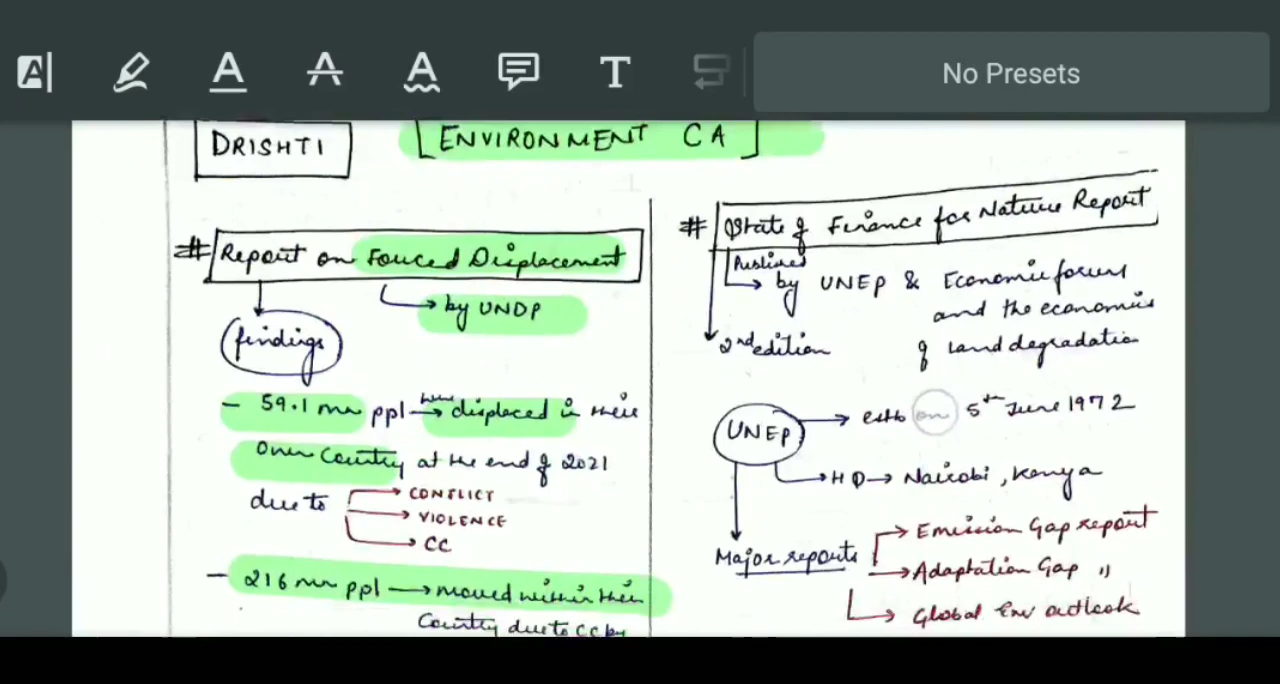 No Presets
DRISHTI [ENVIRONMENT CA]
# Report on Forced Displacement
by UNDP
findings
- 59.1 mn ppl → were displaced in their
own country at the end of 2021
due to
CONFLICT
VIOLENCE
CC
- 216 mn ppl → moved within their
country due to CC by
# State of Finance for Nature Report
Published
by UNEP & Economic forum
and the economics
2nd edition of Land degradation
UNEP → estb on 5th June 1972
HQ → Nairobi, Kenya
Major reports
Emission Gap report
Adaptation Gap "
Global Env outlook